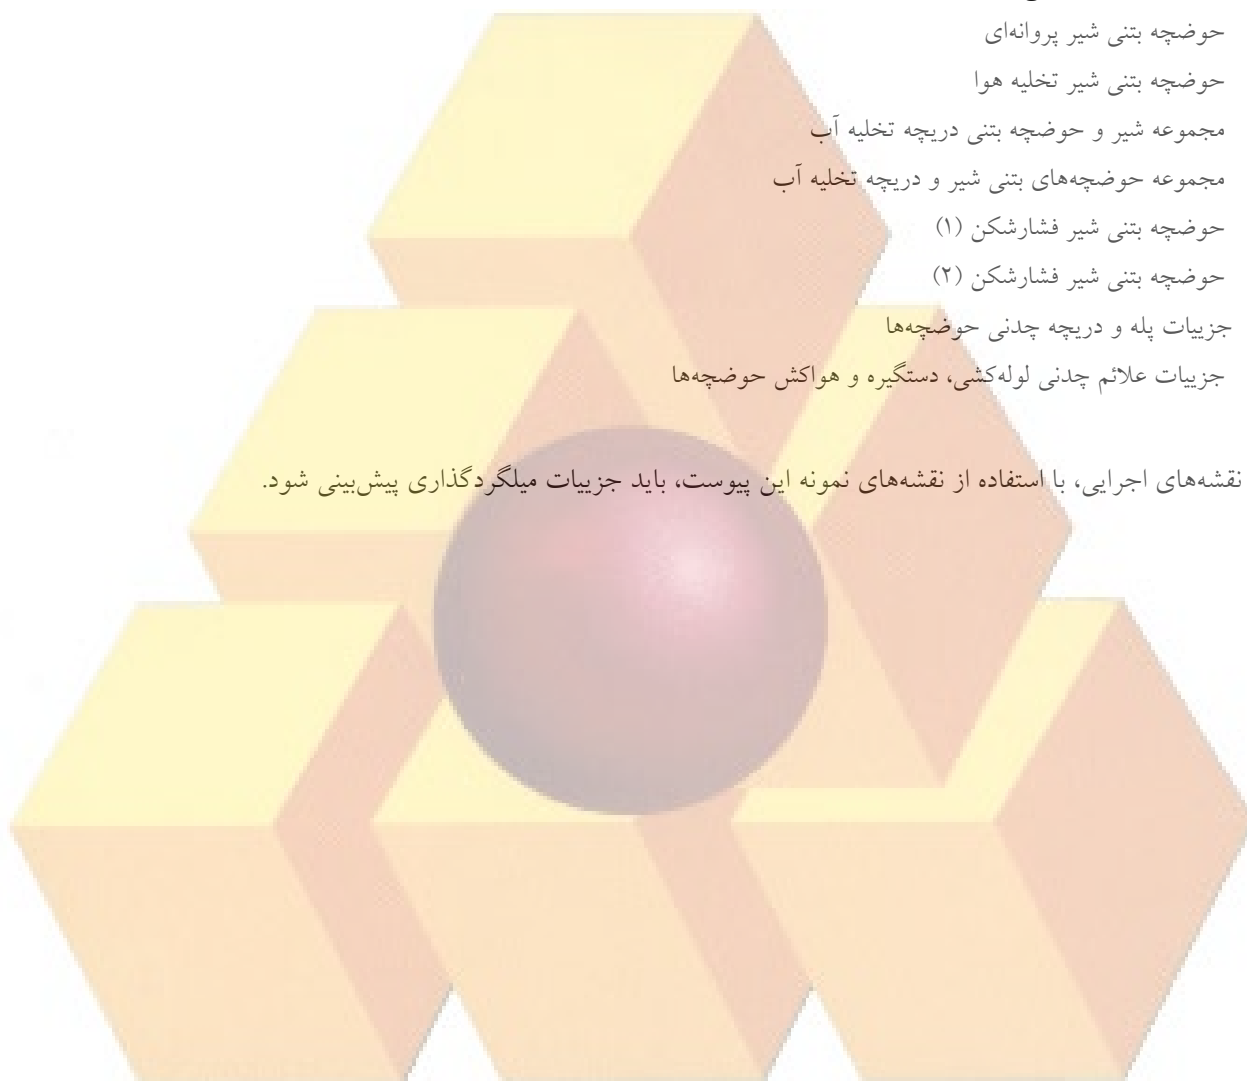 حوضچه بتنی شیر پروانه‌ای
حوضچه بتنی شیر تخلیه هوا
مجموعه شیر و حوضچه بتنی دریچه تخلیه آب
مجموعه حوضچه‌های بتنی شیر و دریچه تخلیه آب
حوضچه بتنی شیر فشارشکن (۱)
حوضچه بتنی شیر فشارشکن (۲)
جزییات پله و دریچه چدنی حوضچه‌ها
جزییات علائم چدنی لوله‌کشی، دستگیره و هواکش حوضچه‌ها
نقشه‌های اجرایی، با استفاده از نقشه‌های نمونه این پیوست، باید جزییات میلگردگذاری پیش‌بینی شود.